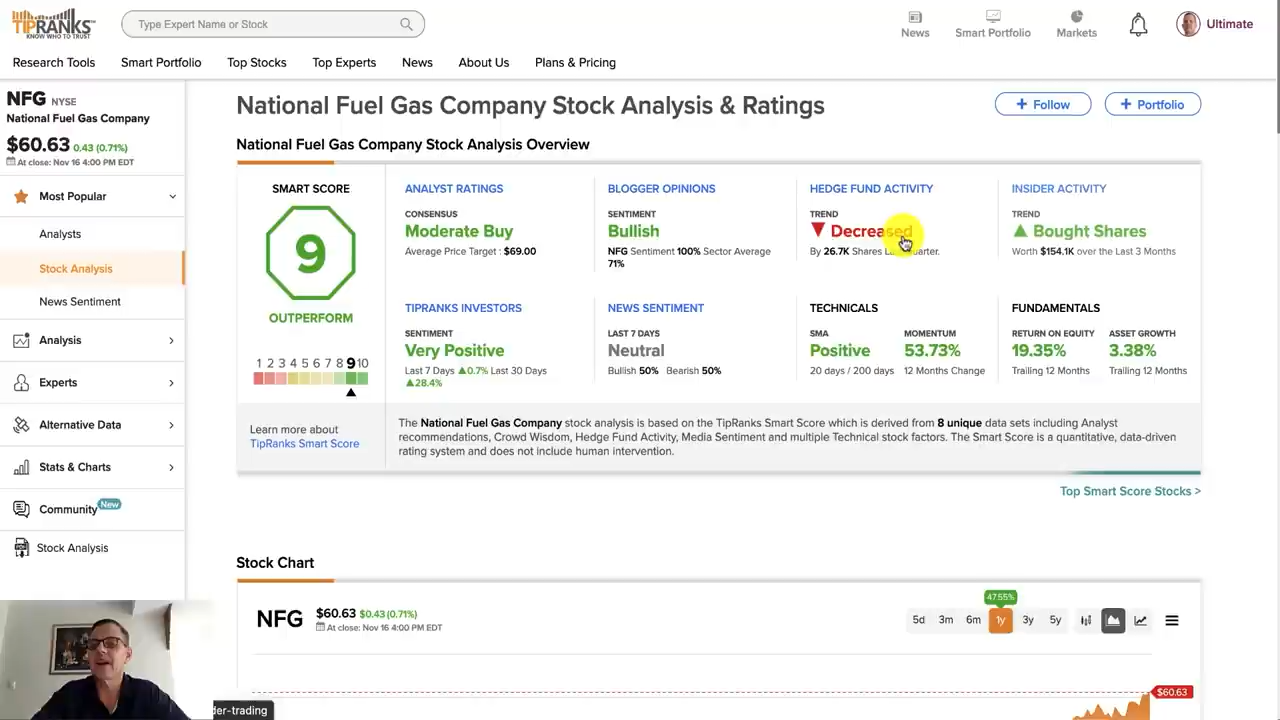 TIPRANKS
KNOW WHO TO TRUST
Type Expert Name or Stock
News
Smart Portfolio
Markets
Ultimate
Research Tools
Smart Portfolio
Top Stocks
Top Experts
News
About Us
Plans & Pricing
NFG NYSE
National Fuel Gas Company
$60.63 0.43 (0.71%)
At close: Nov 16 4:00 PM EDT
Most Popular
Analysts
Stock Analysis
News Sentiment
Analysis
Experts
Alternative Data
Stats & Charts
Community New
Stock Analysis
National Fuel Gas Company Stock Analysis & Ratings
+ Follow
+ Portfolio
National Fuel Gas Company Stock Analysis Overview
SMART SCORE
9
OUTPERFORM
1 2 3 4 5 6 7 8 9 10
ANALYST RATINGS
CONSENSUS
Moderate Buy
Average Price Target : $69.00
BLOGGER OPINIONS
SENTIMENT
Bullish
NFG Sentiment 100% Sector Average
71%
HEDGE FUND ACTIVITY
TREND
▼ Decreased
By 26.7K Shares
INSIDER ACTIVITY
TREND
▲ Bought Shares
Worth $154.1K over the Last 3 Months
TIPRANKS INVESTORS
SENTIMENT
Very Positive
Last 7 Days ▲0.7% Last 30 Days
▲28.4%
NEWS SENTIMENT
LAST 7 DAYS
Neutral
Bullish 50% Bearish 50%
TECHNICALS
SMA
Positive
20 days / 200 days
MOMENTUM
53.73%
12 Months Change
FUNDAMENTALS
RETURN ON EQUITY
19.35%
Trailing 12 Months
ASSET GROWTH
3.38%
Trailing 12 Months
Learn more about
TipRanks Smart Score
The National Fuel Gas Company stock analysis is based on the TipRanks Smart Score which is derived from 8 unique data sets including Analyst
recommendations, Crowd Wisdom, Hedge Fund Activity, Media Sentiment and multiple Technical stock factors. The Smart Score is a quantitative, data-driven
rating system and does not include human intervention.
Top Smart Score Stocks >
Stock Chart
NFG
$60.63 $0.43 (0.71%)
At close: Nov 16 4:00 PM EDT
47.55%
5d 3m 6m 1y 3y 5y
$60.63
der-trading